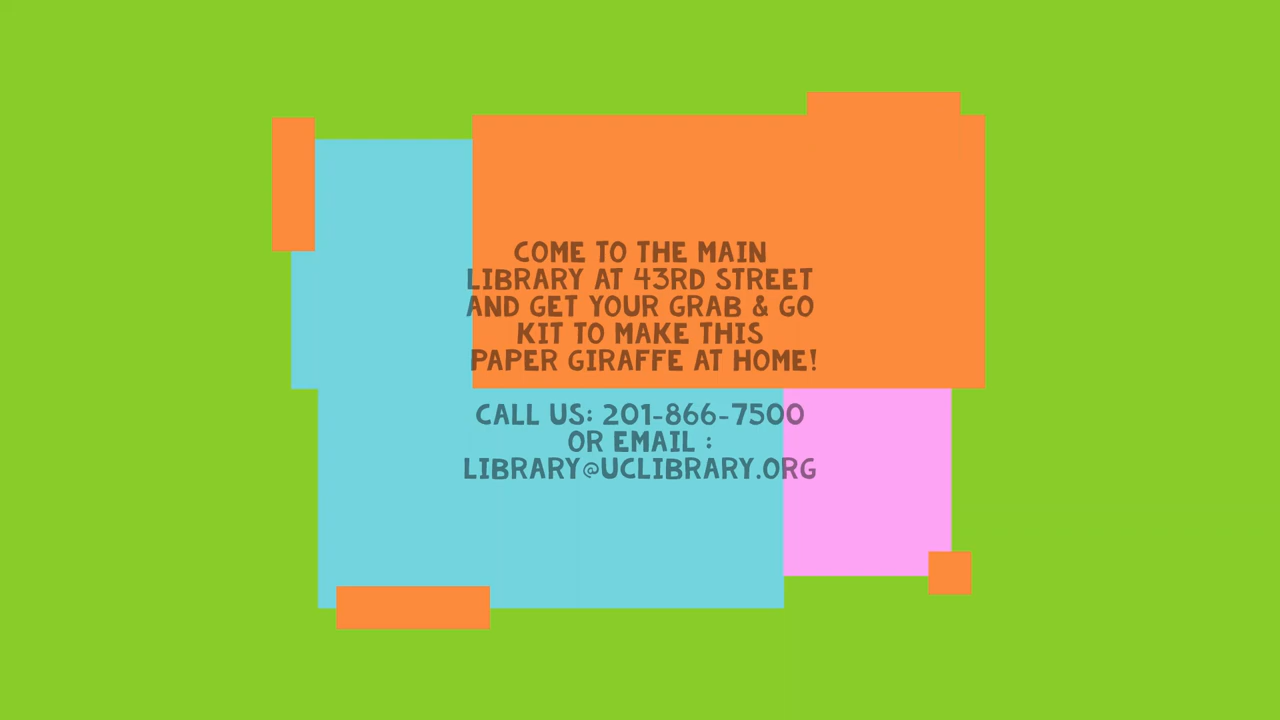 COME TO THE MAIN
LIBRARY AT 43RD STREET
AND GET YOUR GRAB & GO
KIT TO MAKE THIS
PAPER GIRAFFE AT HOME!
CALL US: 201-866-7500
OR EMAIL :
LIBRARY@UCLIBRARY.ORG